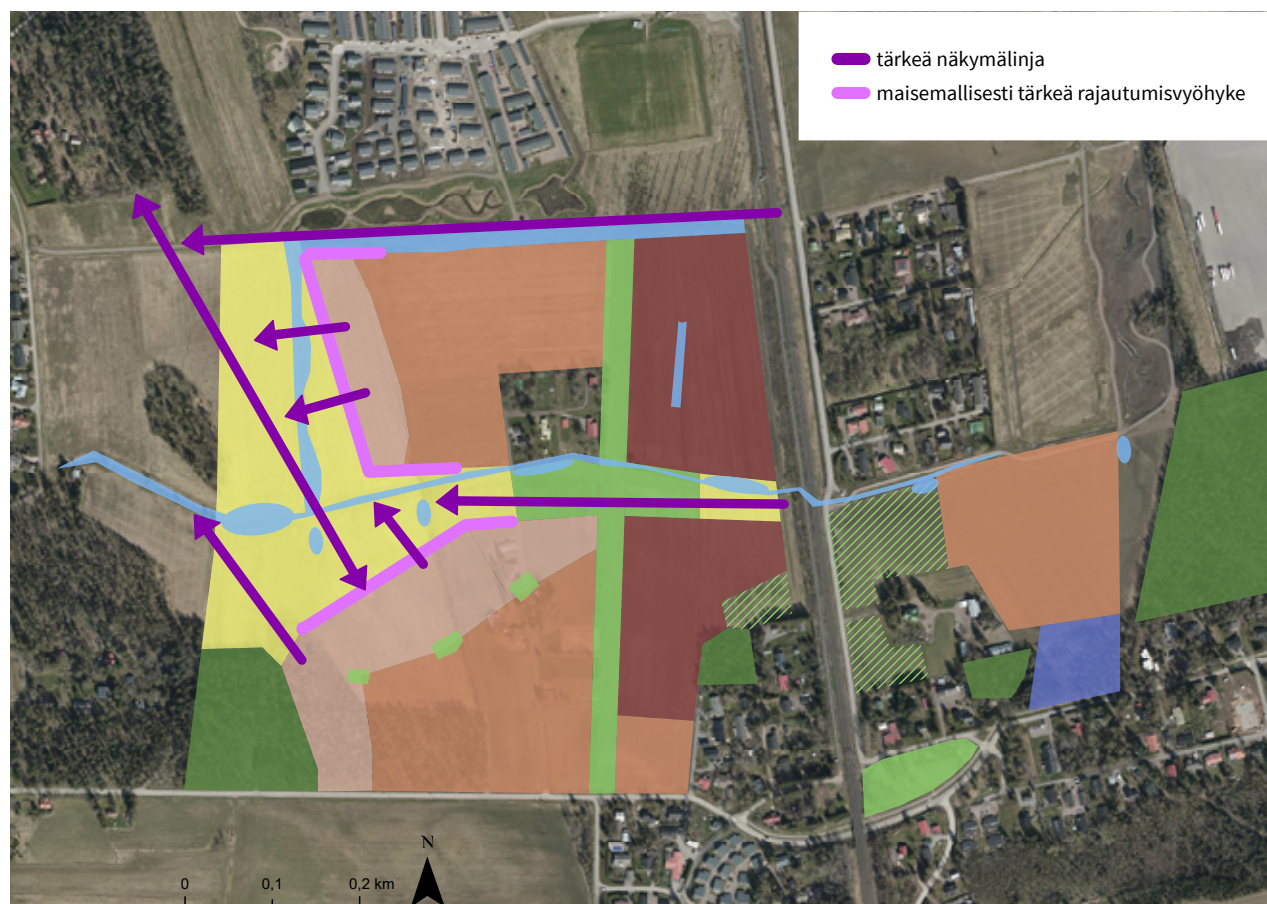 tärkeä näkymälinja
maisemallisesti tärkeä rajautumisvyöhyke
N
0 0,1 0,2 km